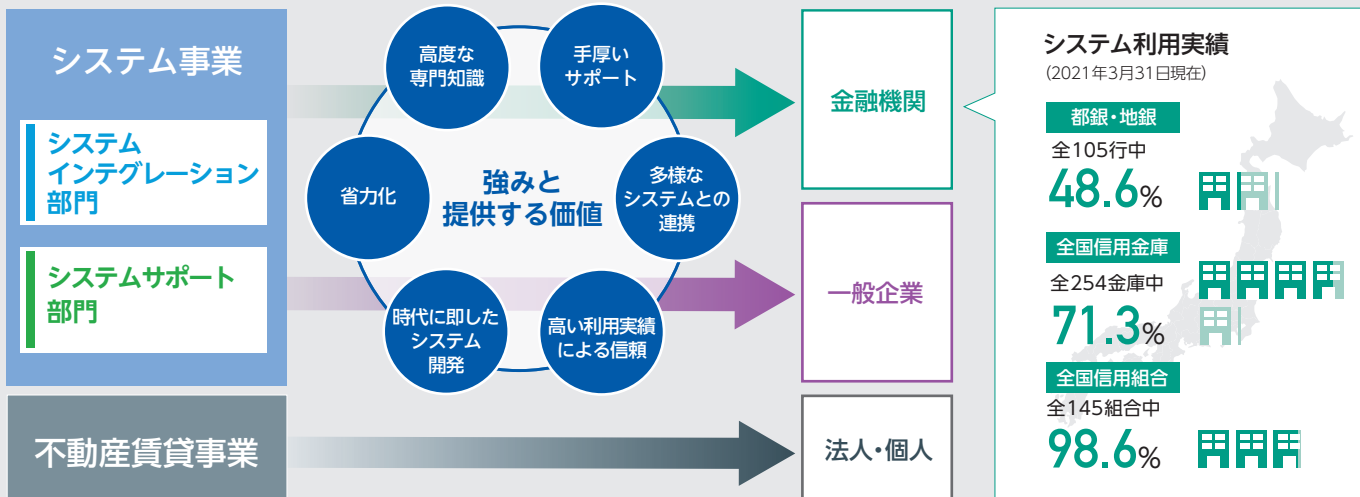 システム事業
システム
インテグレーション
部門
システムサポート
部門
不動産賃貸事業
高度な
専門知識
手厚い
サポート
省力化
強みと
提供する価値
多様な
システムとの
連携
時代に即した
システム
開発
高い利用実績
による信頼
金融機関
一般企業
法人・個人
システム利用実績
(2021年3月31日現在)
都銀・地銀
全105行中
48.6%
全国信用金庫
全254金庫中
71.3%
全国信用組合
全145組合中
98.6%